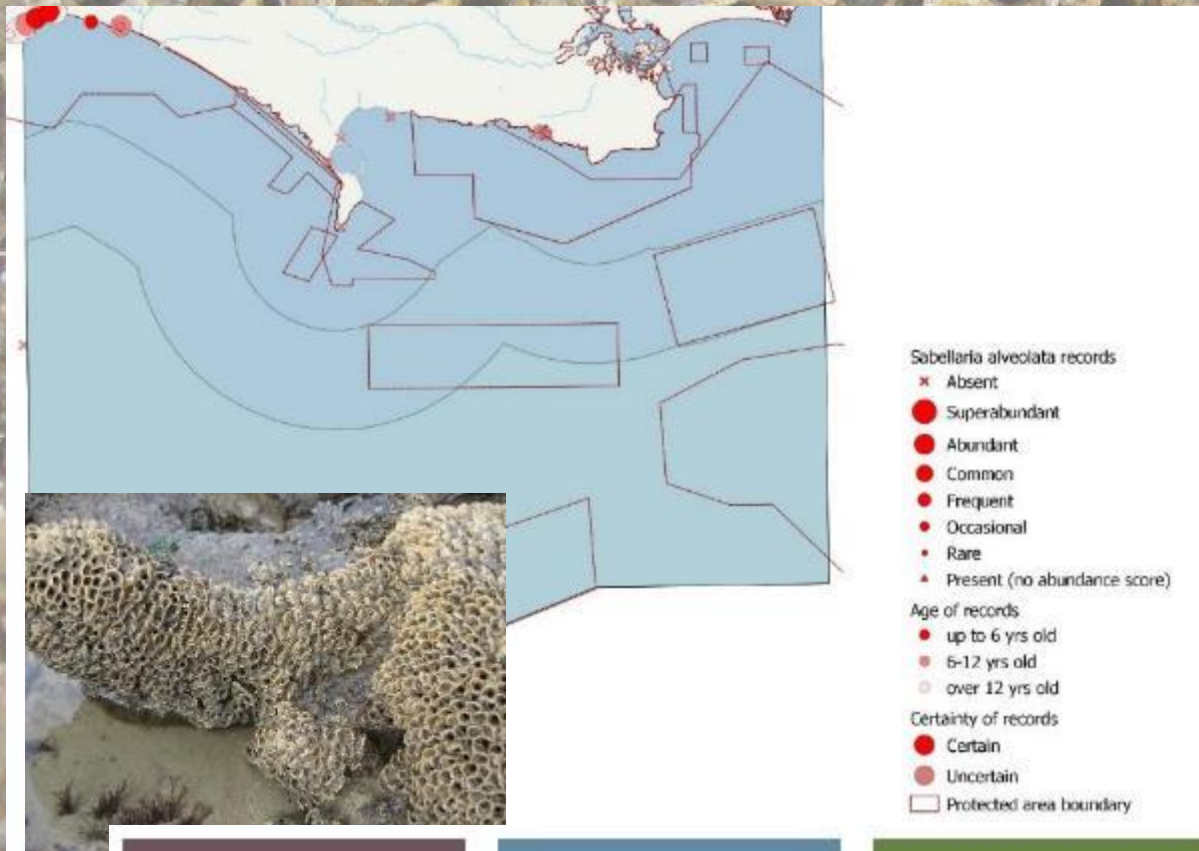 Sabellaria alveolata records
Absent
Superabundant
Abundant
Common
Frequent
Occasional
Rare
Present (no abundance score)
Age of records
up to 6 yrs old
6-12 yrs old
over 12 yrs old
Certainty of records
Certain
Uncertain
Protected area boundary